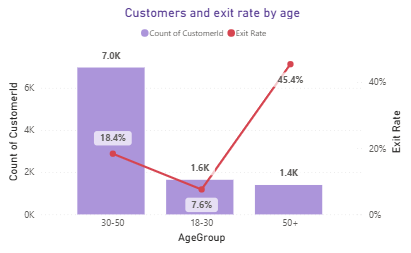 Customers and exit rate by age
Count of CustomerId Exit Rate
7.0K
45.4%
6K
40%
4K
18.4%
20%
2K
1.6K
1.4K
7.6%
0K
0%
30-50 18-30 50+
AgeGroup
Count of CustomerId
Exit Rate